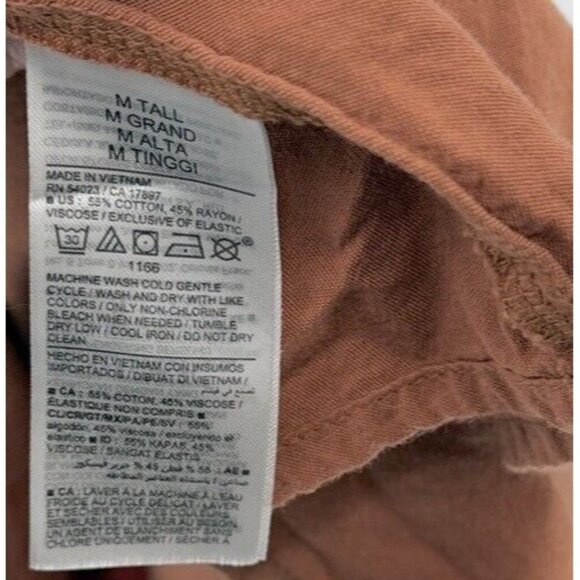 M TALL
M GRAND
M ALTA
M TINGGI
MADE IN VIETNAM
RN 54023 / CA 17897
■ US : 55% COTTON, 45% RAYON /
VISCOSE / EXCLUSIVE OF ELASTIC
30
1166
MACHINE WASH COLD GENTLE
CYCLE / WASH AND DRY WITH LIKE
COLORS / ONLY NON-CHLORINE
BLEACH WHEN NEEDED / TUMBLE
DRY LOW / COOL IRON / DO NOT DRY
CLEAN
HECHO EN VIETNAM CON INSUMOS
IMPORTADOS / DIBUAT DI VIETNAM /
■ CA : 55% COTON, 45% VISCOSE /
ÉLASTIQUE NON COMPRIS ■
CL/CR/GT/MX/PA/PE/SV : 55%
algodón, 45% viscosa / excluyendo el
elastico ■ ID : 55% KAPAS, 45%
VISCOSE / SANGAT ELASTIS
■ CA : LAVER À LA MACHINE À L'EAU
FROIDE AU CYCLE DÉLICAT / LAVER
ET SÉCHER AVEC DES COULEURS
SEMBLABLES / UTILISER AU BESOIN
UN AGENT DE BLANCHIMENT SANS
CHLORE UNIQUEMENT / SÉCHER